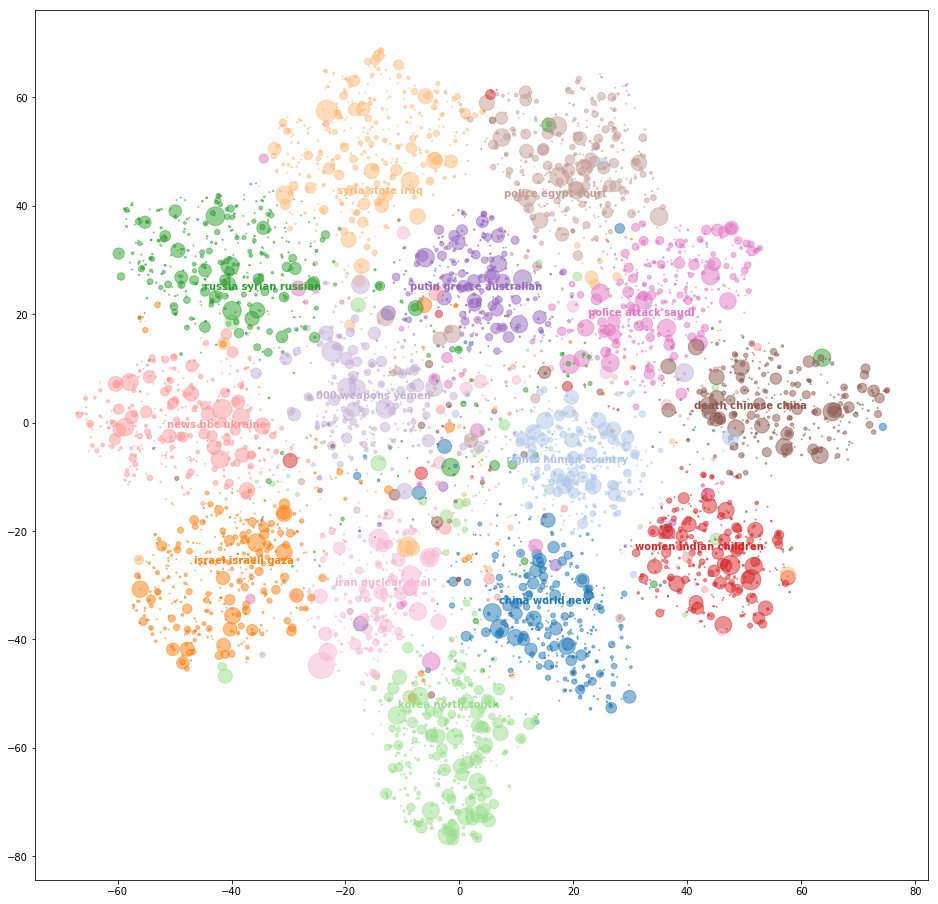 60
40
20
0
−20
−40
−60
−80
syria state iraq
police egypt court
russia syrian russian
putin greece australian
police attack saudi
000 weapons yemen
death chinese china
news bbc ukraine
human country
women indian children
israel israeli gaza
iran nuclear deal
china world new
korea north south
−60
−40
−20
0
20
40
60
80